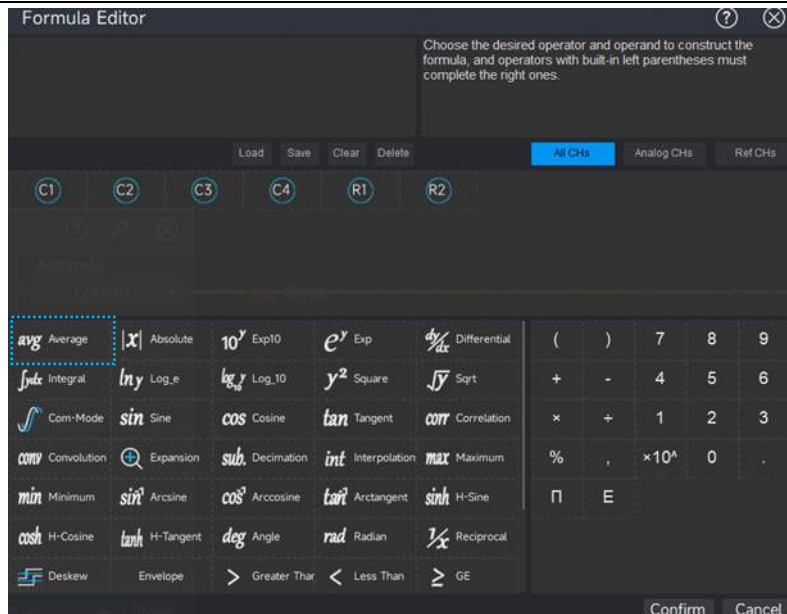 Formula Editor
Choose the desired operator and operand to construct the
formula, and operators with built-in left parentheses must
complete the right ones.
Load Save Clear Delete All CHs Analog CHs Ref CHs
C1 C2 C3 C4 R1 R2
Arithmetic
Custom
avg Average |x| Absolute 10^y Exp10 e^y Exp dy/dx Differential ( ) 7 8 9
∫ydx Integral ln y Log_e log₁₀y Log_10 y² Square √y Sqrt + - 4 5 6
Com-Mode sin Sine cos Cosine tan Tangent corr Correlation × ÷ 1 2 3
conv Convolution Expansion sub. Decimation int Interpolation max Maximum % , ×10^ 0 .
min Minimum sin⁻¹ Arcsine cos⁻¹ Arccosine tan⁻¹ Arctangent sinh H-Sine Π E
cosh H-Cosine tanh H-Tangent deg Angle rad Radian 1/x Reciprocal
Deskew Envelope > Greater Than < Less Than ≥ GE
Confirm Cancel